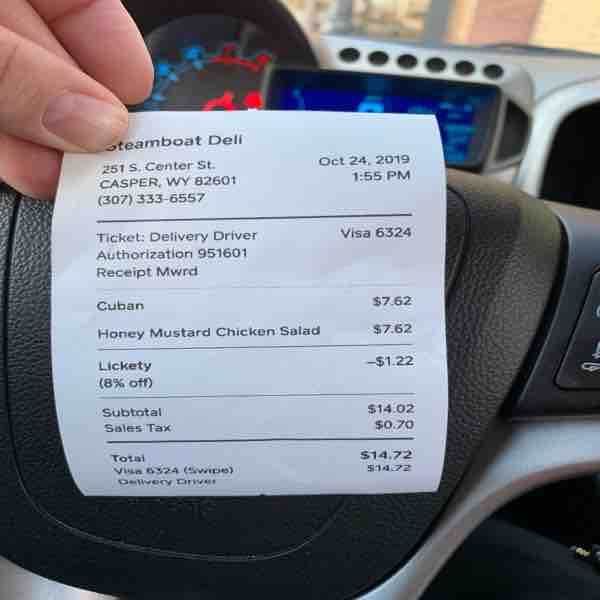 Steamboat Deli
251 S. Center St.
CASPER, WY 82601
(307) 333-6557
Oct 24, 2019
1:55 PM
Ticket: Delivery Driver
Authorization 951601
Receipt Mwrd
Visa 6324
Cuban $7.62
Honey Mustard Chicken Salad $7.62
Lickety –$1.22
(8% off)
Subtotal $14.02
Sales Tax $0.70
Total $14.72
Visa 6324 (Swipe) $14.72
Delivery Driver